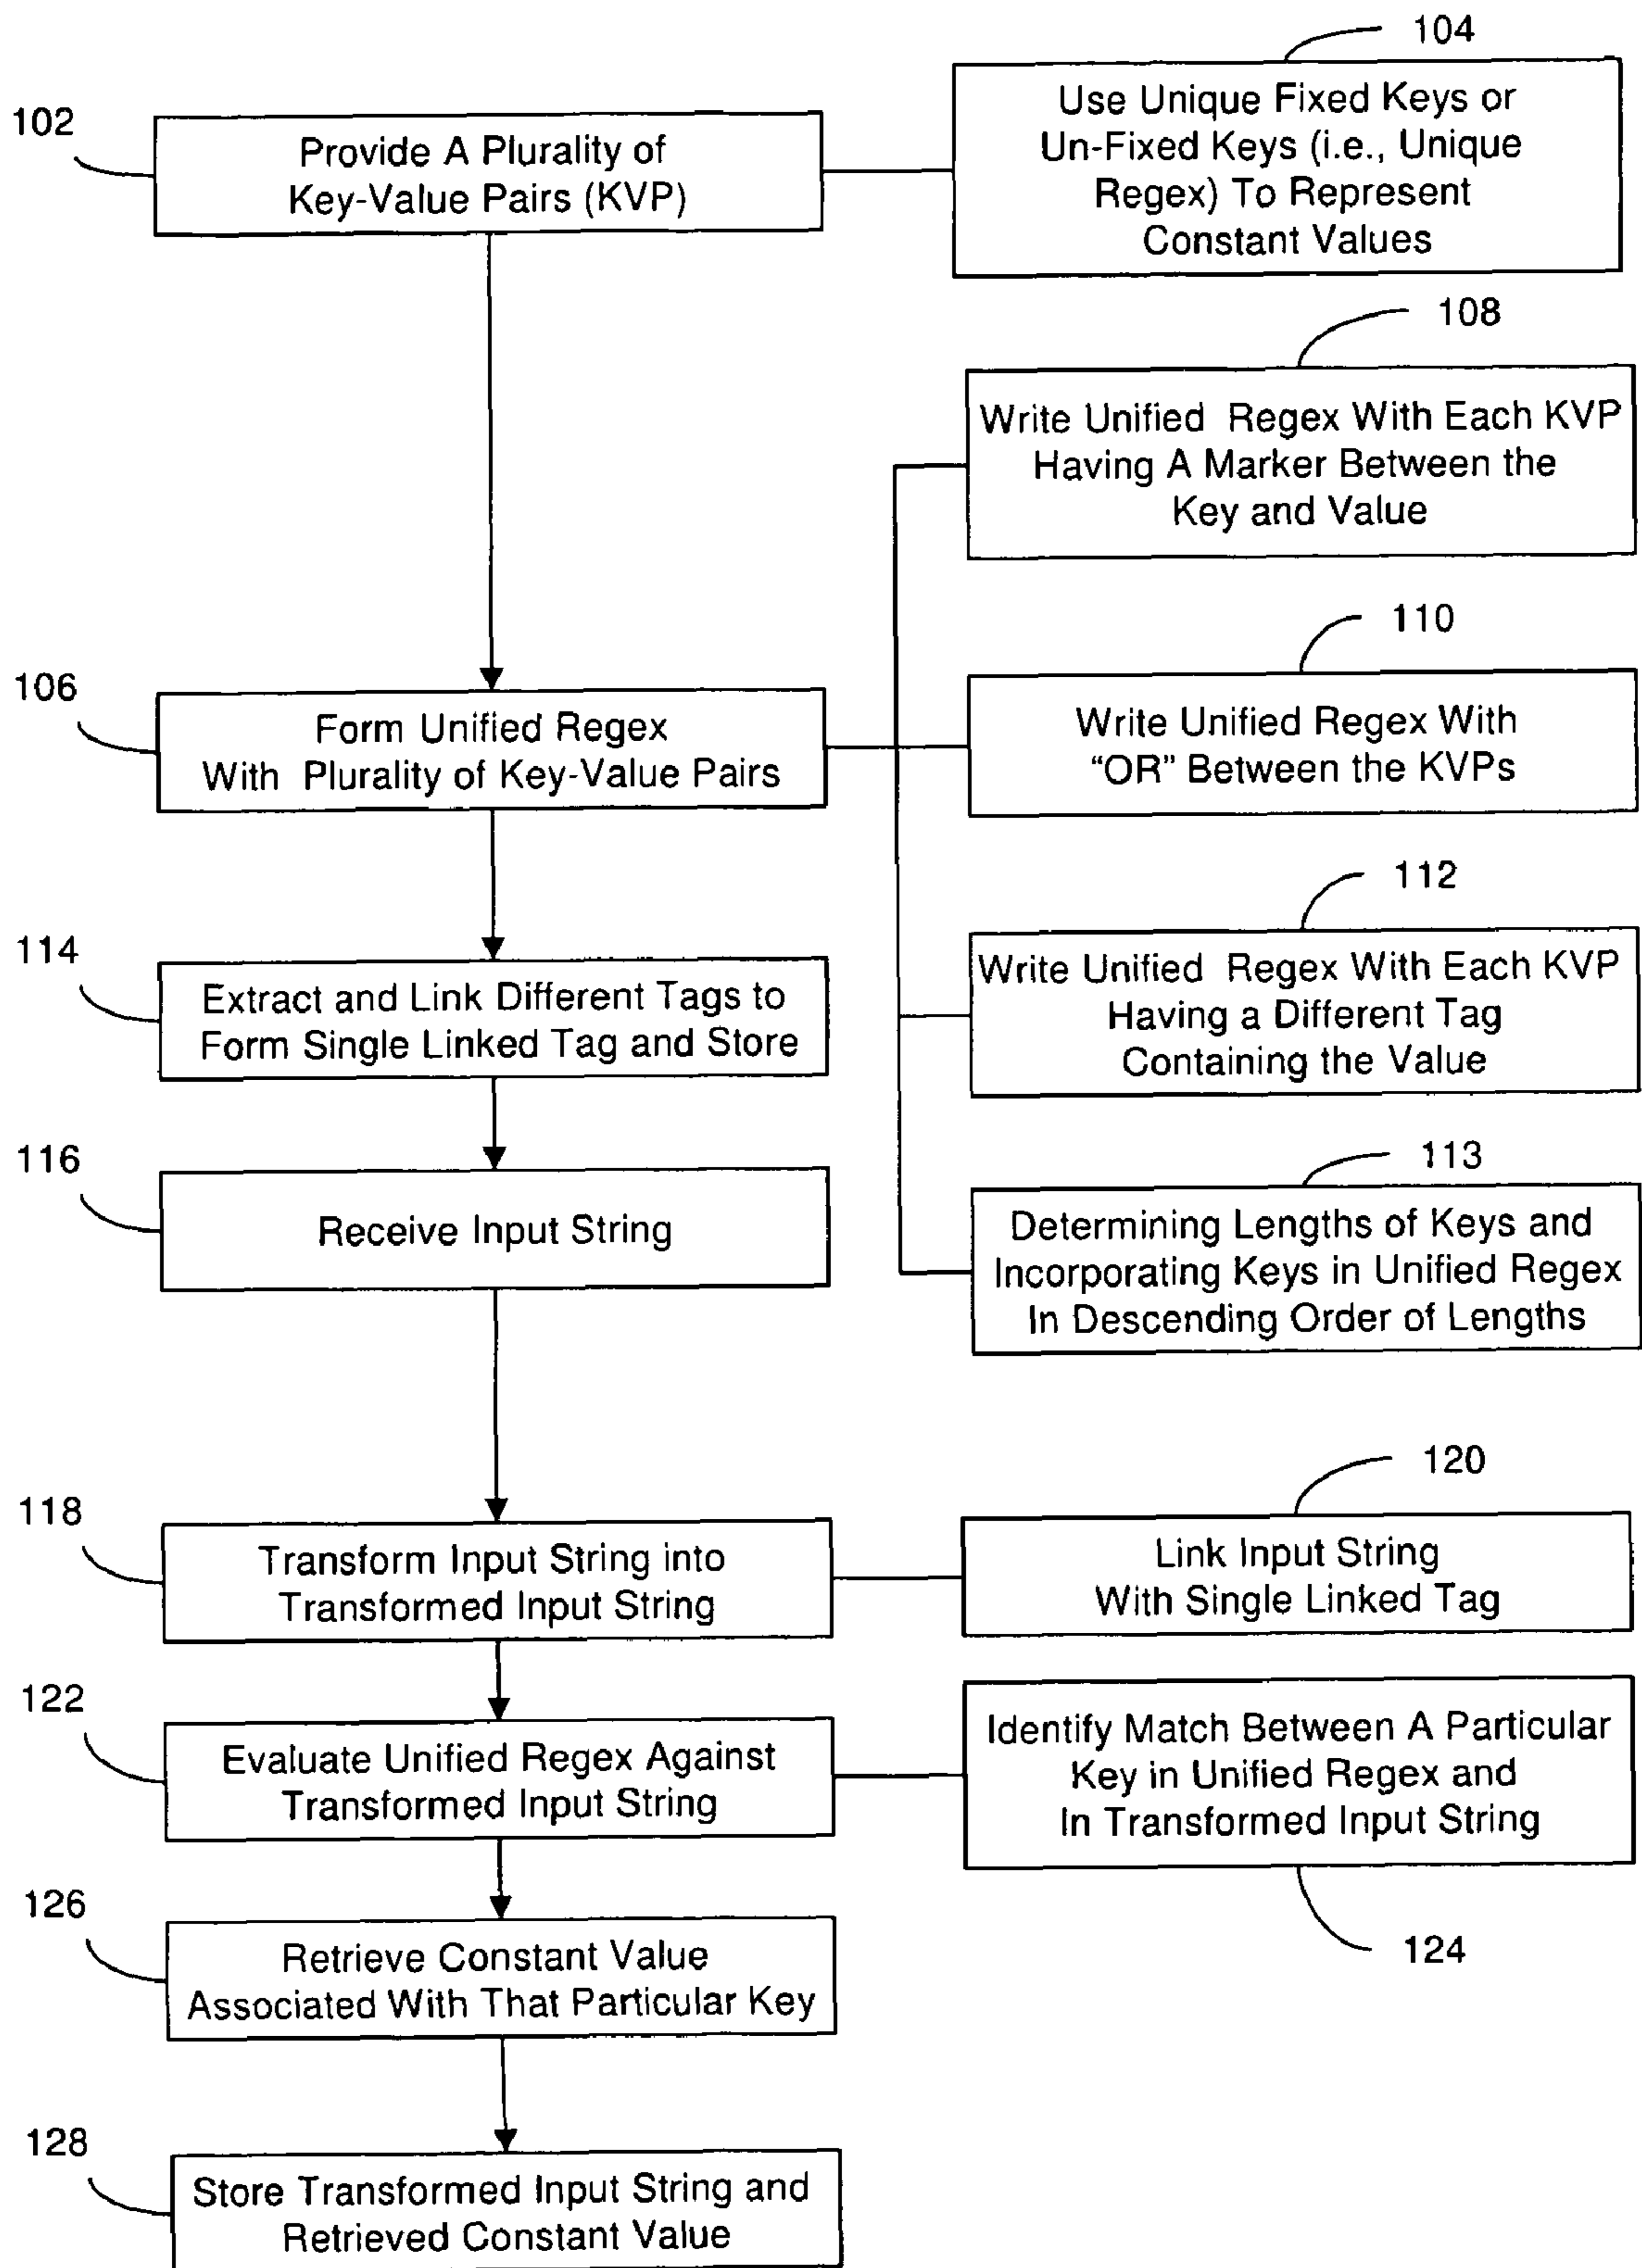 104
Use Unique Fixed Keys or
Un-Fixed Keys (i.e., Unique
Regex) To Represent
Constant Values
102
Provide A Plurality of
Key-Value Pairs (KVP)
108
Write Unified Regex With Each KVP
Having A Marker Between the
Key and Value
110
Write Unified Regex With
“OR” Between the KVPs
106
Form Unified Regex
With Plurality of Key-Value Pairs
112
Write Unified Regex With Each KVP
Having a Different Tag
Containing the Value
114
Extract and Link Different Tags to
Form Single Linked Tag and Store
113
Determining Lengths of Keys and
Incorporating Keys in Unified Regex
In Descending Order of Lengths
116
Receive Input String
118
Transform Input String into
Transformed Input String
120
Link Input String
With Single Linked Tag
122
Evaluate Unified Regex Against
Transformed Input String
Identify Match Between A Particular
Key in Unified Regex and
In Transformed Input String
124
126
Retrieve Constant Value
Associated With That Particular Key
128
Store Transformed Input String and
Retrieved Constant Value